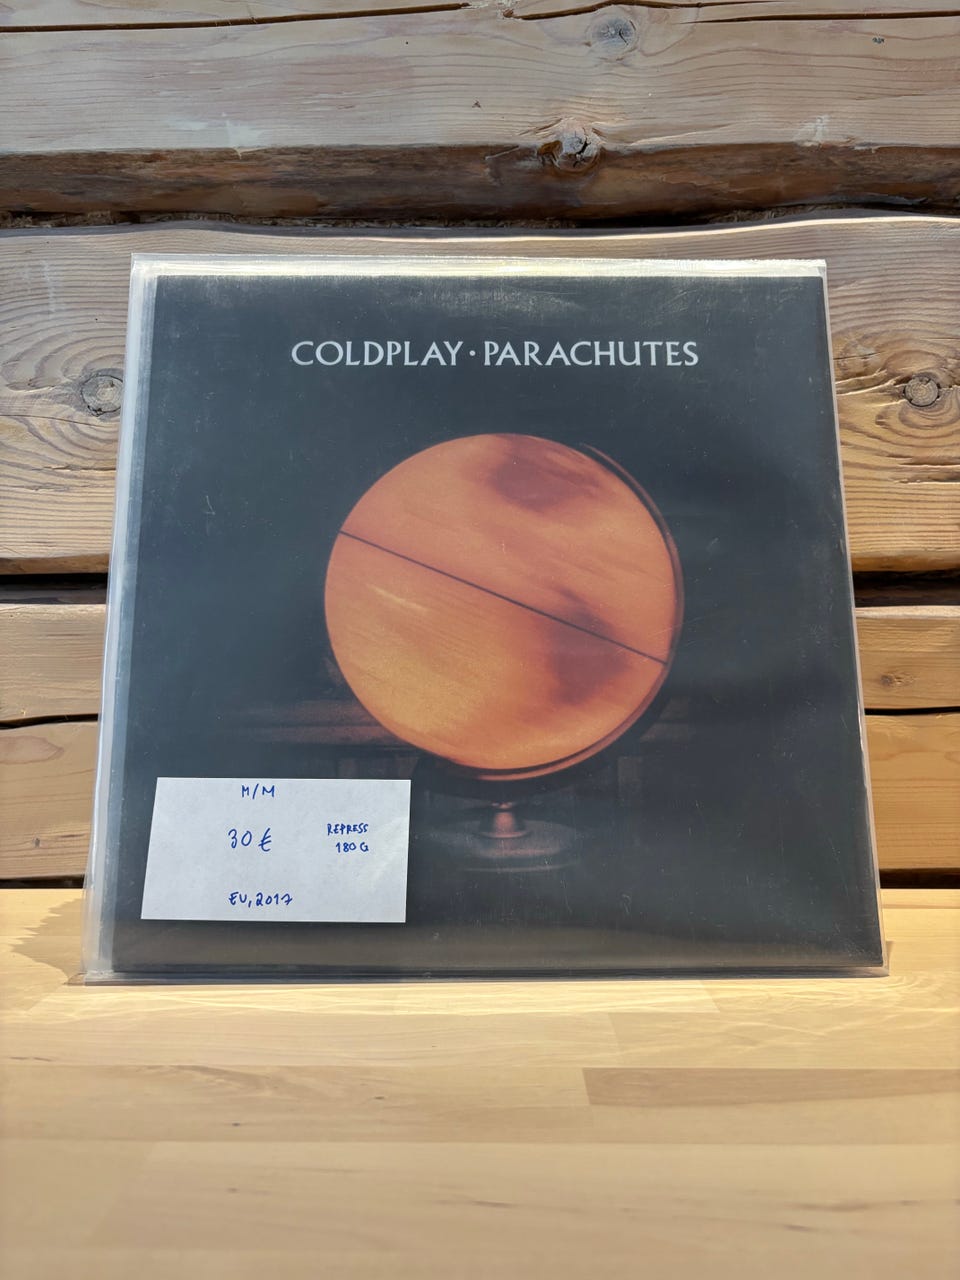 COLDPLAY · PARACHUTES
M/M
30 €
REPRESS
180 G
EU, 2017